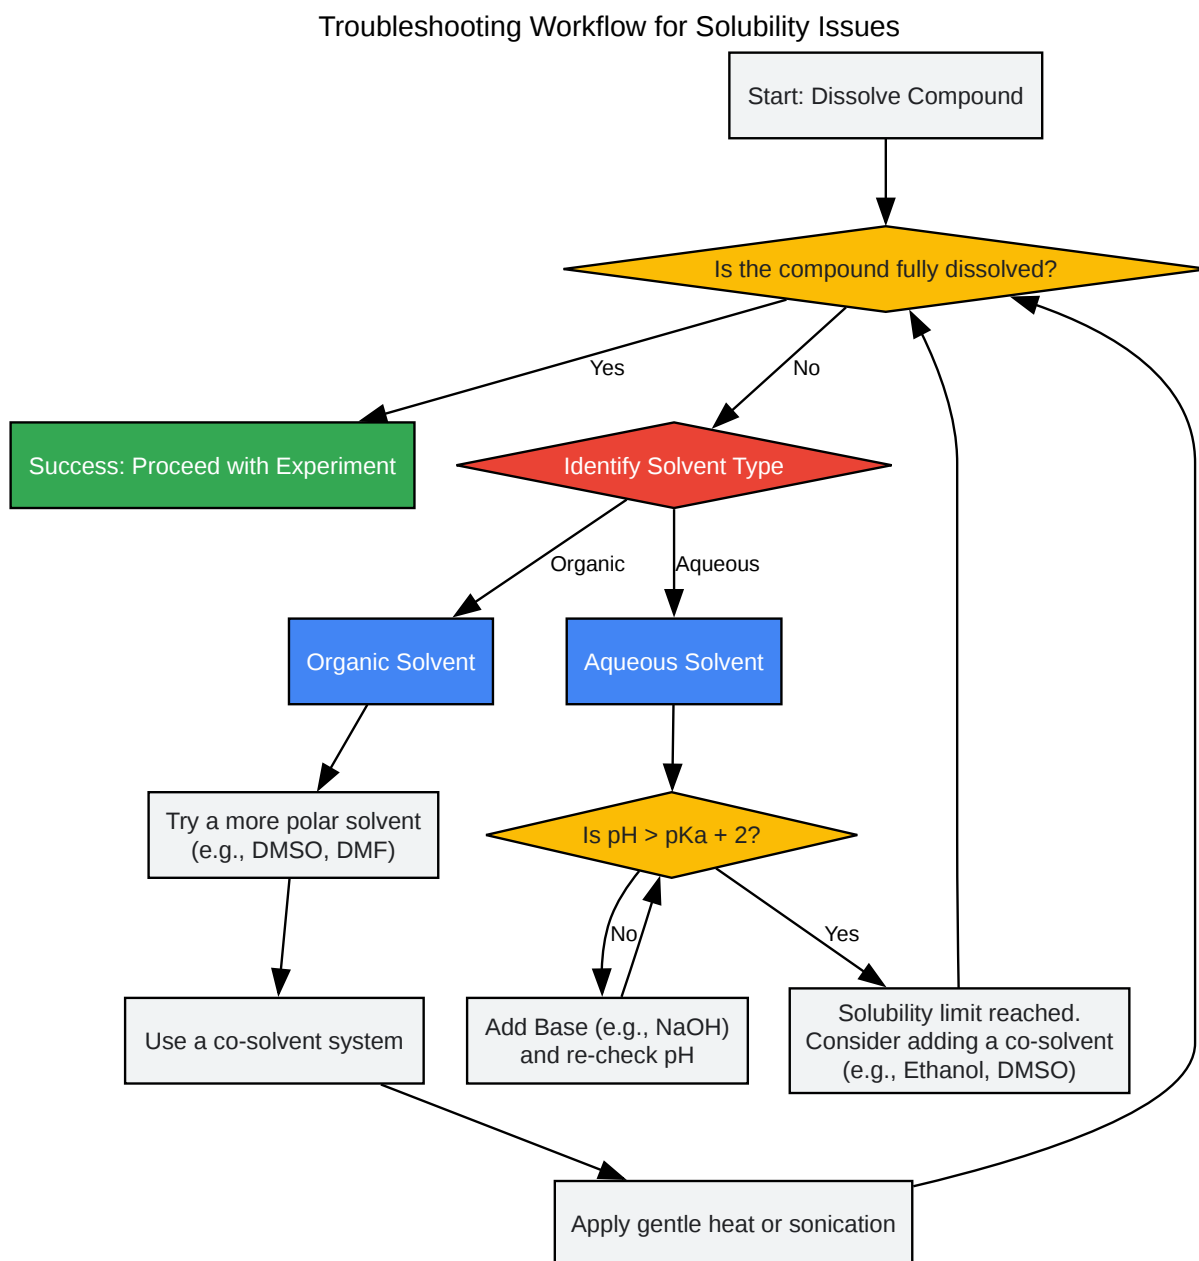 Troubleshooting Workflow for Solubility Issues
Start: Dissolve Compound
Is the compound fully dissolved?
Yes
No
Success: Proceed with Experiment
Identify Solvent Type
Organic
Aqueous
Organic Solvent
Aqueous Solvent
Try a more polar solvent
(e.g., DMSO, DMF)
Is pH > pKa + 2?
No
Yes
Use a co-solvent system
Add Base (e.g., NaOH)
and re-check pH
Solubility limit reached.
Consider adding a co-solvent
(e.g., Ethanol, DMSO)
Apply gentle heat or sonication